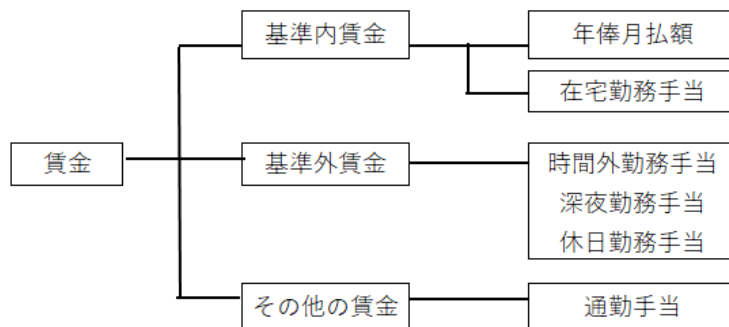 賃金
基準内賃金
年俸月払額
在宅勤務手当
基準外賃金
時間外勤務手当
深夜勤務手当
休日勤務手当
その他の賃金
通勤手当